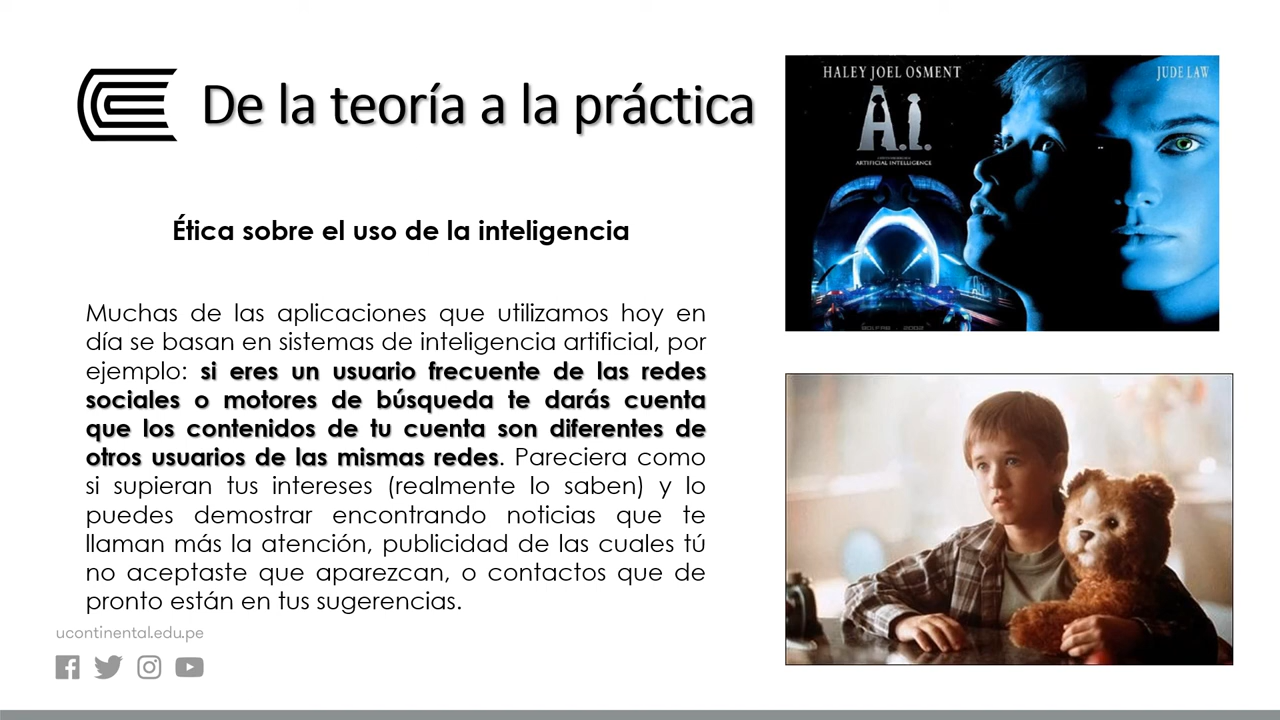 De la teoría a la práctica
Ética sobre el uso de la inteligencia
Muchas de las aplicaciones que utilizamos hoy en
día se basan en sistemas de inteligencia artificial, por
ejemplo: si eres un usuario frecuente de las redes
sociales o motores de búsqueda te darás cuenta
que los contenidos de tu cuenta son diferentes de
otros usuarios de las mismas redes. Pareciera como
si supieran tus intereses (realmente lo saben) y lo
puedes demostrar encontrando noticias que te
llaman más la atención, publicidad de las cuales tú
no aceptaste que aparezcan, o contactos que de
pronto están en tus sugerencias.
ucontinental.edu.pe
HALEY JOEL OSMENT
JUDE LAW
A.I.
ARTIFICIAL INTELLIGENCE